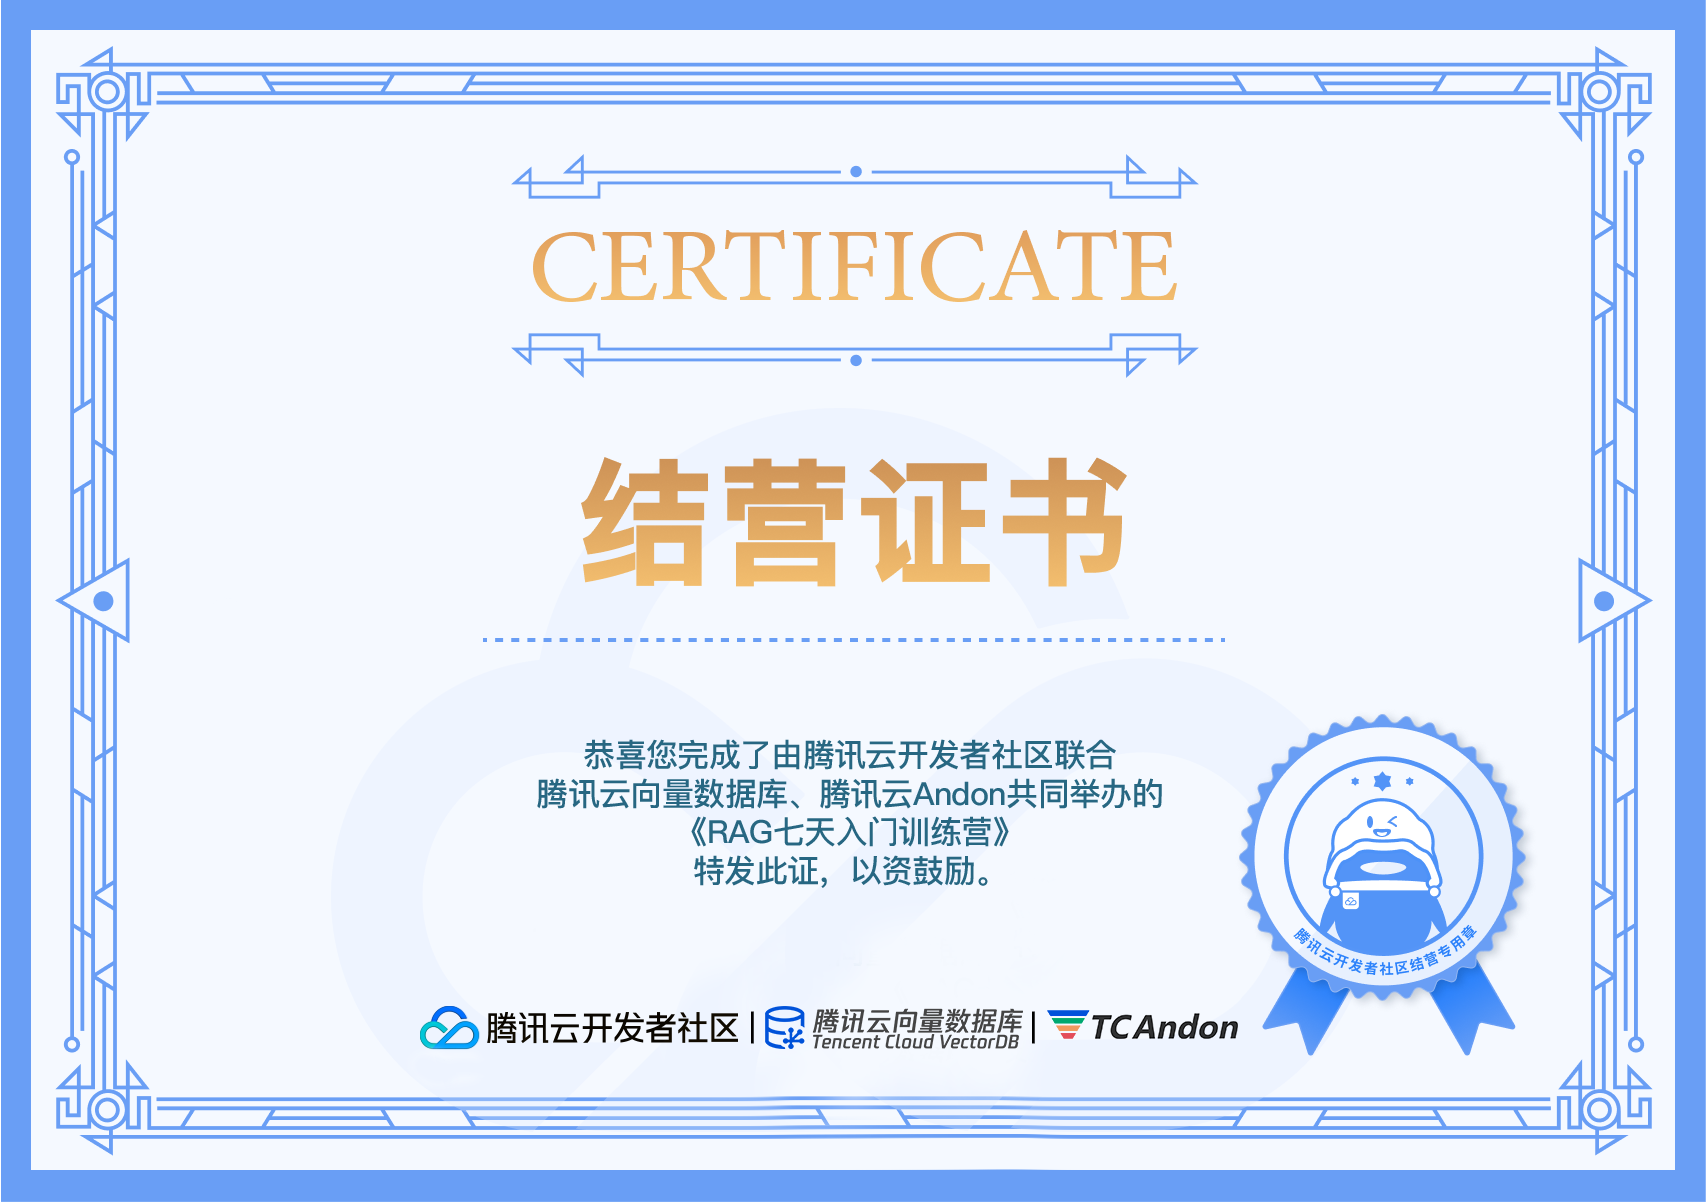 CERTIFICATE
结营证书
恭喜您完成了由腾讯云开发者社区联合
腾讯云向量数据库、腾讯云Andon共同举办的
《RAG七天入门训练营》
特发此证，以资鼓励。
腾讯云开发者社区结营专用章
腾讯云开发者社区 | 腾讯云向量数据库 | TCAndon
Tencent Cloud VectorDB